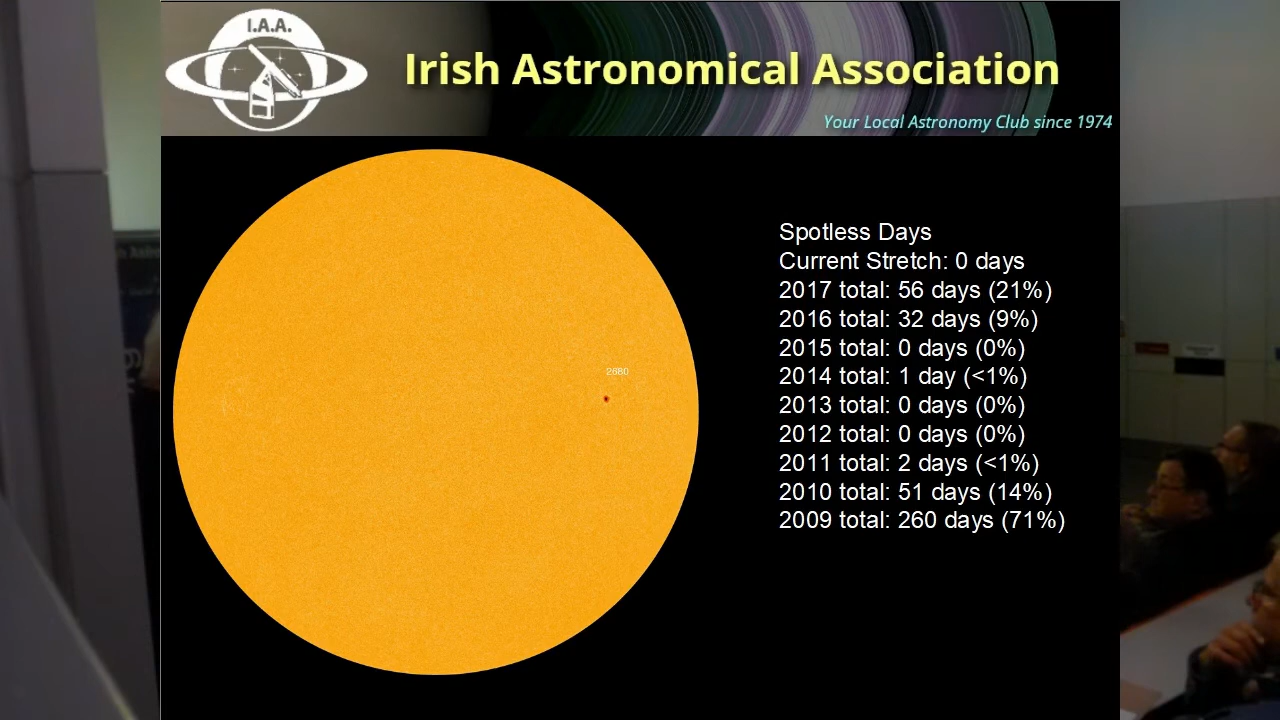 I.A.A.
Irish Astronomical Association
Your Local Astronomy Club since 1974
Spotless Days
Current Stretch: 0 days
2017 total: 56 days (21%)
2016 total: 32 days (9%)
2015 total: 0 days (0%)
2014 total: 1 day (<1%)
2013 total: 0 days (0%)
2012 total: 0 days (0%)
2011 total: 2 days (<1%)
2010 total: 51 days (14%)
2009 total: 260 days (71%)
2680